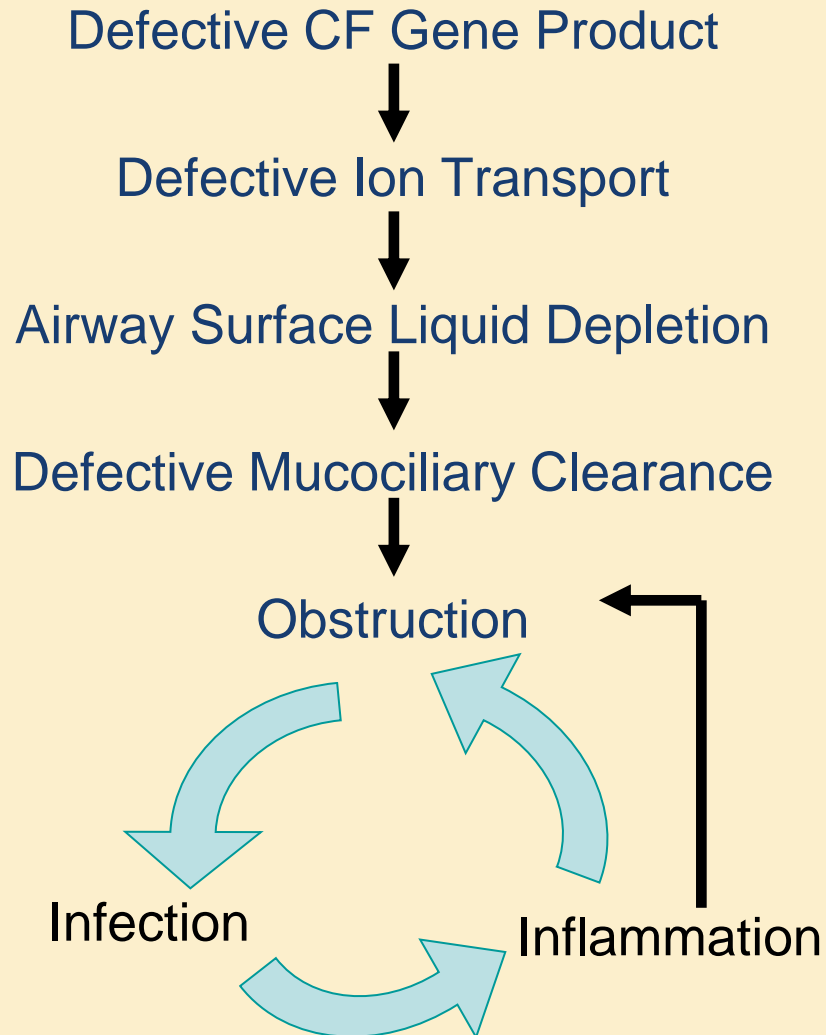 Defective CF Gene Product
Defective Ion Transport
Airway Surface Liquid Depletion
Defective Mucociliary Clearance
Obstruction
Infection
Inflammation